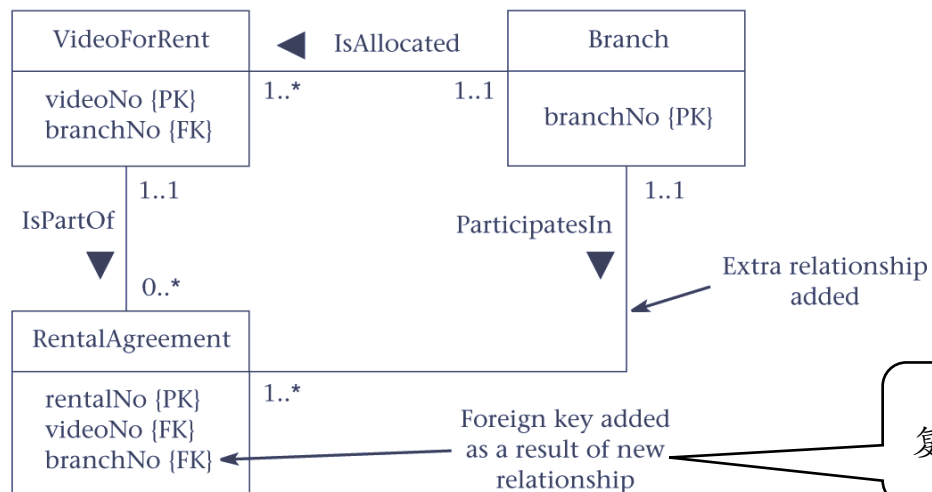 VideoForRent
IsAllocated
Branch
1..*
1..1
videoNo {PK}
branchNo {FK}
branchNo {PK}
1..1
1..1
IsPartOf
ParticipatesIn
0..*
Extra relationship
added
RentalAgreement
1..*
rentalNo {PK}
videoNo {FK}
branchNo {FK}
Foreign key added
as a result of new
relationship
复